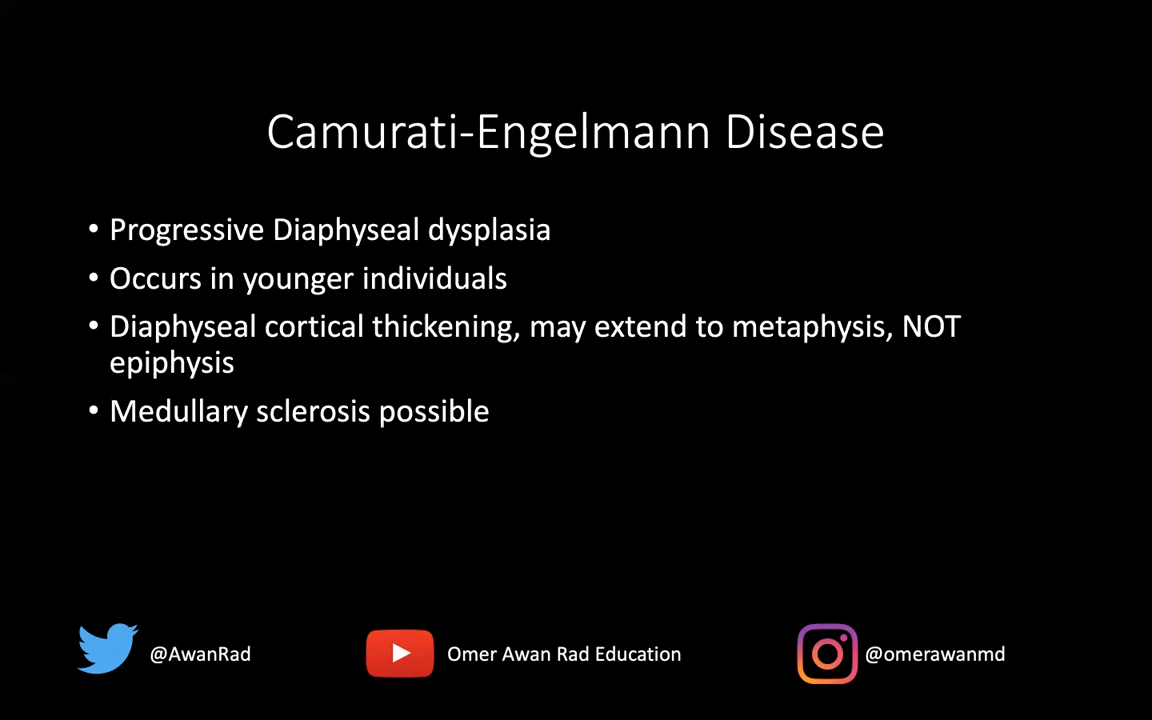 Camurati-Engelmann Disease
• Progressive Diaphyseal dysplasia
• Occurs in younger individuals
• Diaphyseal cortical thickening, may extend to metaphysis, NOT
epiphysis
• Medullary sclerosis possible
@AwanRad
Omer Awan Rad Education
@omerawanmd